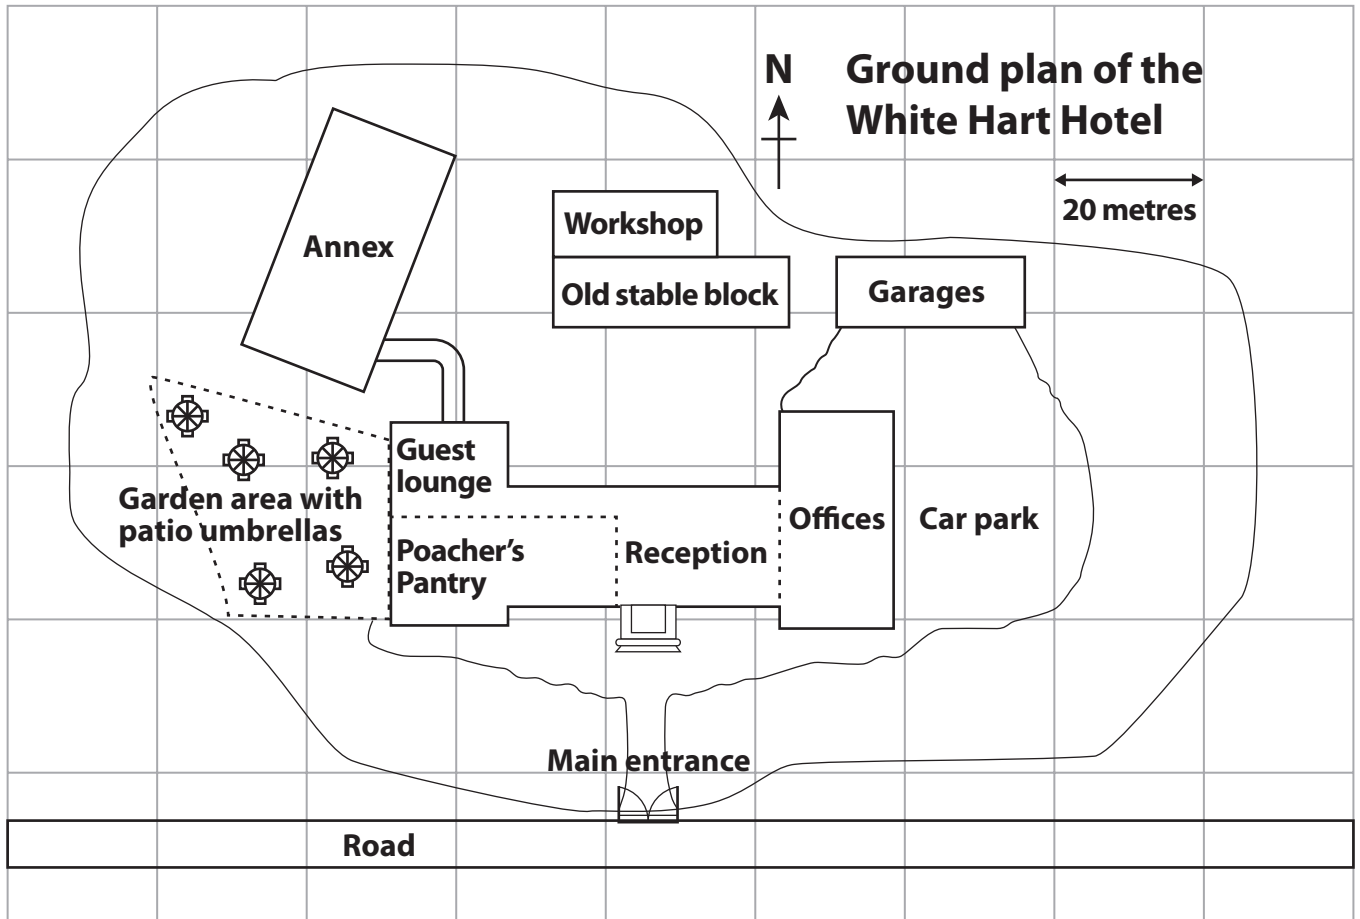 N
Ground plan of the
White Hart Hotel
20 metres
Workshop
Annex
Old stable block
Garages
Guest
lounge
Garden area with
patio umbrellas
Offices
Car park
Poacher's
Pantry
Reception
Main entrance
Road